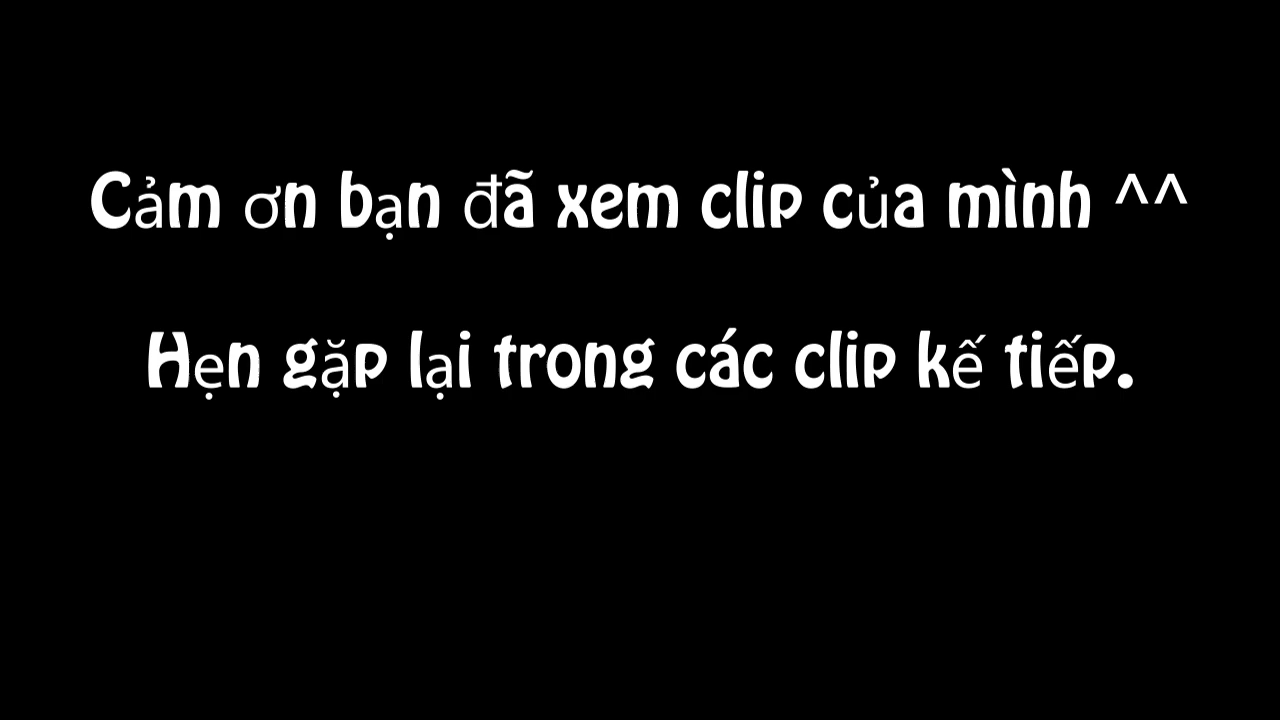 Cảm ơn bạn đã xem clip của mình ^^
Hẹn gặp lại trong các clip kế tiếp.